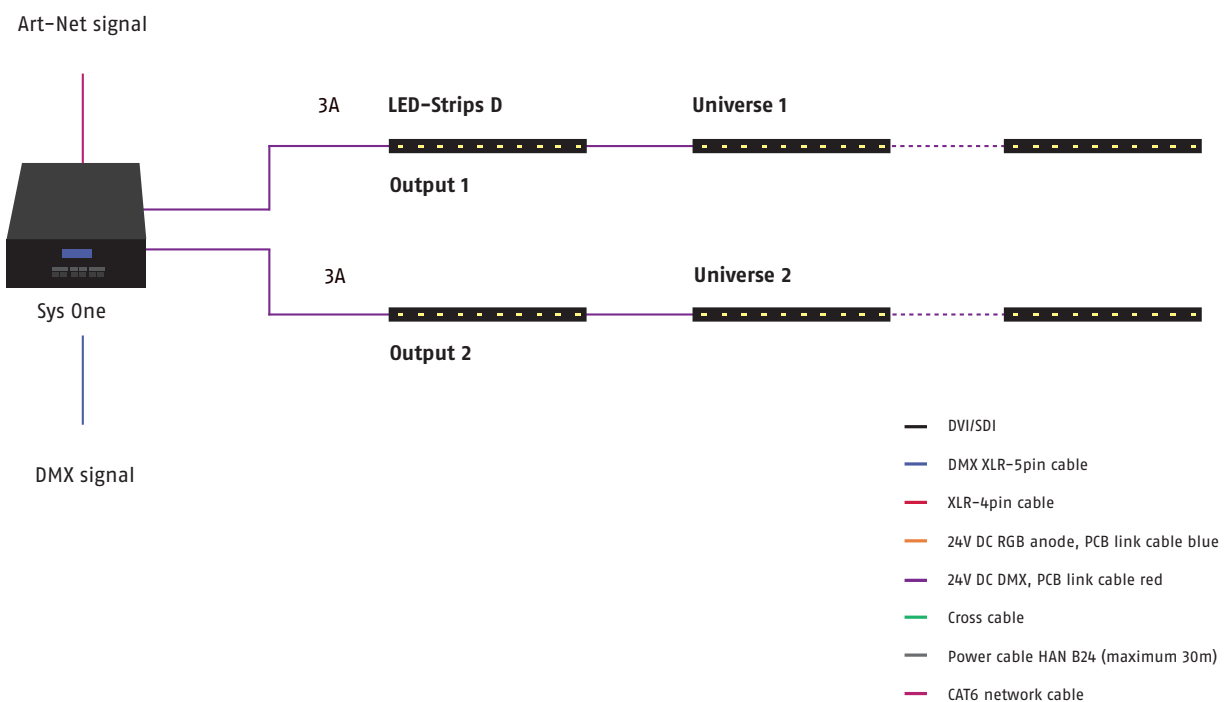 Art-Net signal
3A
LED-Strips D
Universe 1
Output 1
3A
Universe 2
Sys One
Output 2
DMX signal
DVI/SDI
DMX XLR-5pin cable
XLR-4pin cable
24V DC RGB anode, PCB link cable blue
24V DC DMX, PCB link cable red
Cross cable
Power cable HAN B24 (maximum 30m)
CAT6 network cable